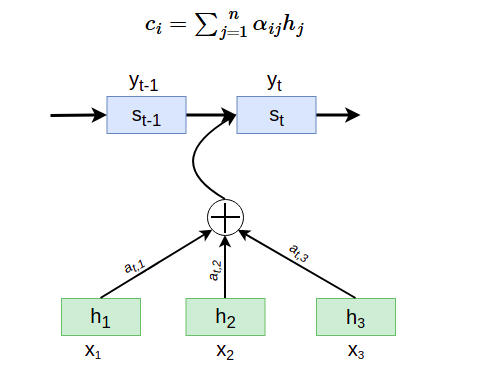 c_i = ∑_{j=1}^{n} α_{ij}h_j
y_{t-1} y_t
s_{t-1} s_t
a_{t,1} a_{t,2} a_{t,3}
h_1 h_2 h_3
x_1 x_2 x_3